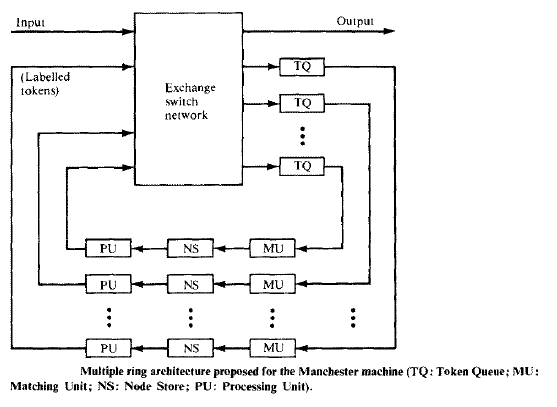 Input
Output
(Labelled
tokens)
Exchange
switch
network
TQ
TQ
TQ
PU NS MU
PU NS MU
PU NS MU
Multiple ring architecture proposed for the Manchester machine (TQ: Token Queue; MU:
Matching Unit; NS: Node Store; PU: Processing Unit).